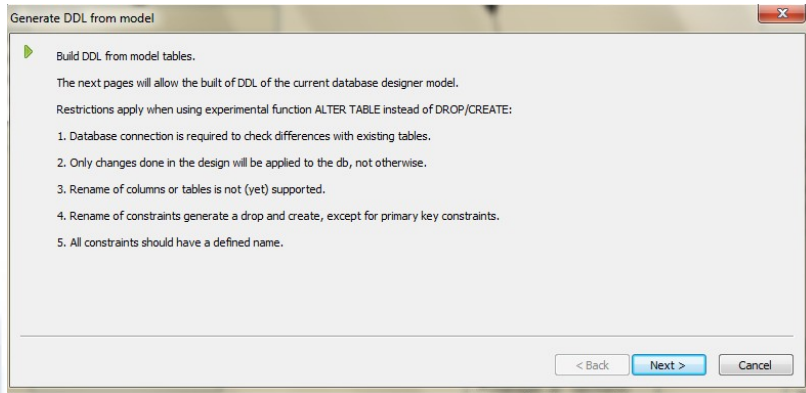 Generate DDL from model
Build DDL from model tables.
The next pages will allow the built of DDL of the current database designer model.
Restrictions apply when using experimental function ALTER TABLE instead of DROP/CREATE:
1. Database connection is required to check differences with existing tables.
2. Only changes done in the design will be applied to the db, not otherwise.
3. Rename of columns or tables is not (yet) supported.
4. Rename of constraints generate a drop and create, except for primary key constraints.
5. All constraints should have a defined name.
< Back Next > Cancel